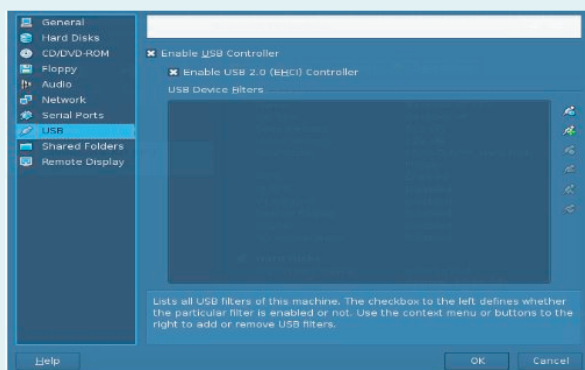 General
Hard Disks
CD/DVD-ROM
Floppy
Audio
Network
Serial Ports
USB
Shared Folders
Remote Display
Enable USB Controller
Enable USB 2.0 (EHCI) Controller
USB Device Filters
Lists all USB filters of this machine. The checkbox to the left defines whether
the particular filter is enabled or not. Use the context menu or buttons to the
right to add or remove USB filters.
Help
OK
Cancel